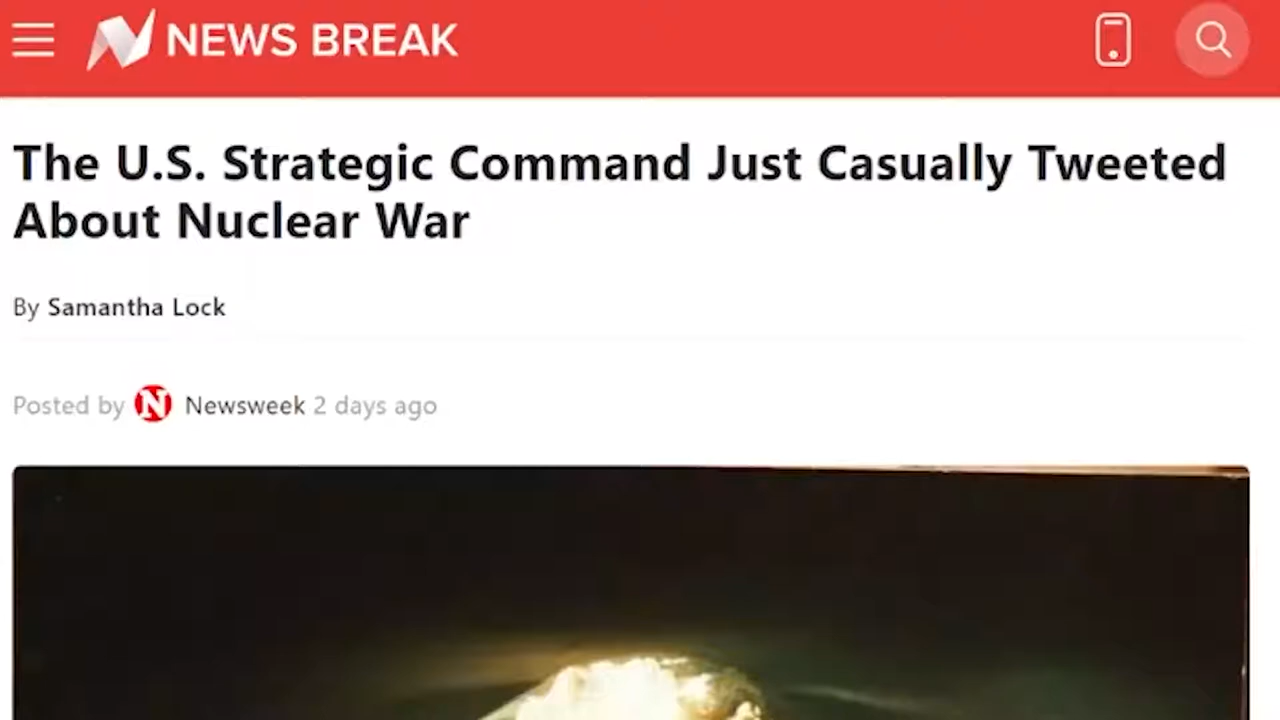 NEWS BREAK
The U.S. Strategic Command Just Casually Tweeted
About Nuclear War
By Samantha Lock
Posted by N Newsweek 2 days ago